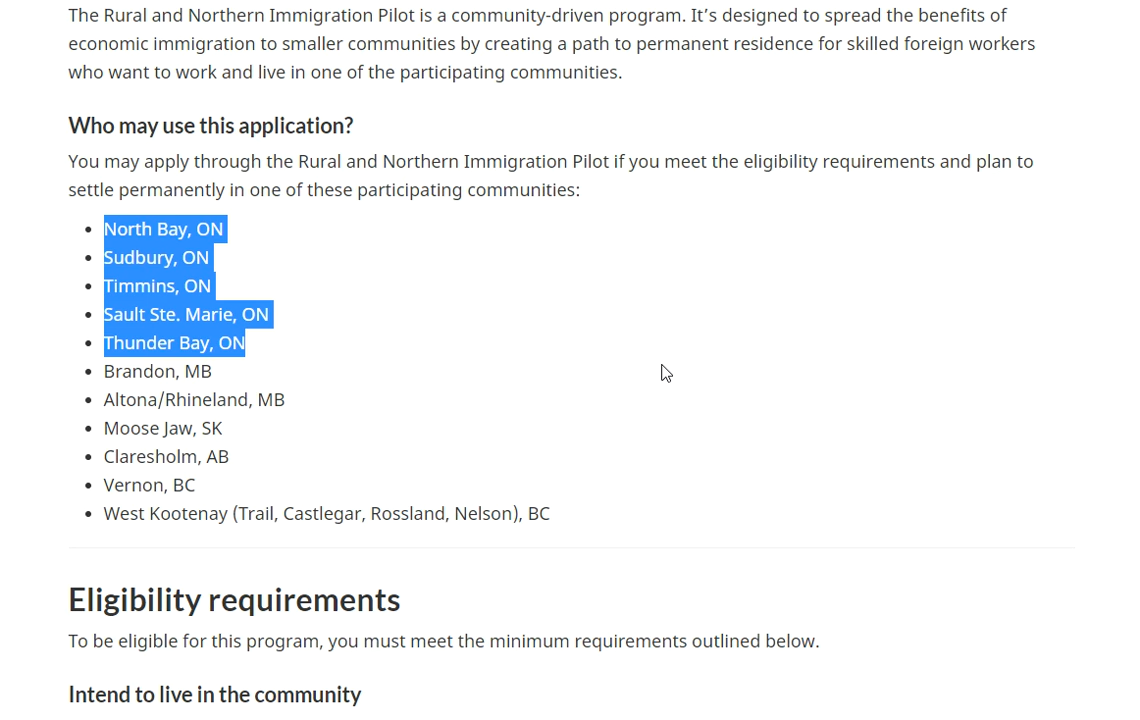 The Rural and Northern Immigration Pilot is a community-driven program. It’s designed to spread the benefits of
economic immigration to smaller communities by creating a path to permanent residence for skilled foreign workers
who want to work and live in one of the participating communities.
Who may use this application?
You may apply through the Rural and Northern Immigration Pilot if you meet the eligibility requirements and plan to
settle permanently in one of these participating communities:
• North Bay, ON
• Sudbury, ON
• Timmins, ON
• Sault Ste. Marie, ON
• Thunder Bay, ON
• Brandon, MB
• Altona/Rhineland, MB
• Moose Jaw, SK
• Claresholm, AB
• Vernon, BC
• West Kootenay (Trail, Castlegar, Rossland, Nelson), BC
Eligibility requirements
To be eligible for this program, you must meet the minimum requirements outlined below.
Intend to live in the community